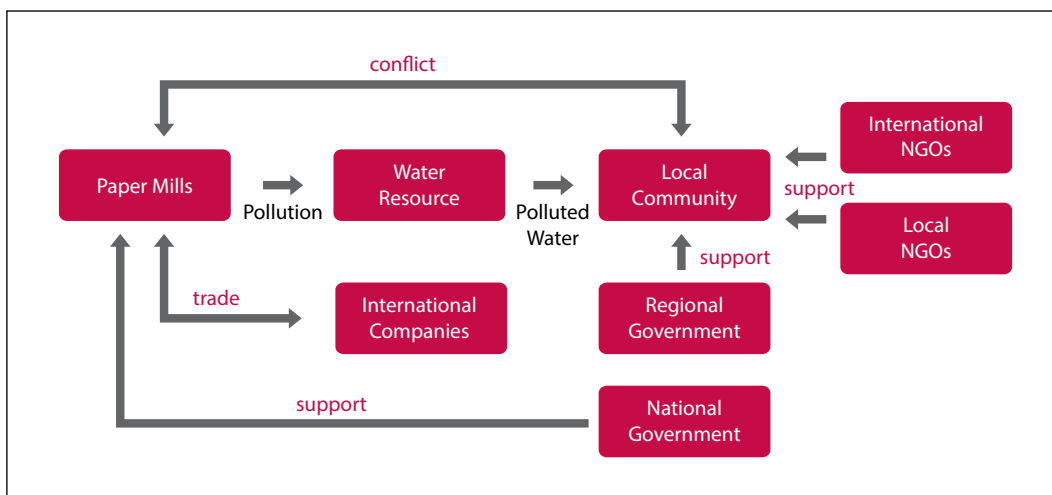 conflict
International
NGOs
Paper Mills
Water
Resource
Local
Community
support
Pollution
Polluted
Water
Local
NGOs
support
trade
International
Companies
Regional
Government
support
National
Government